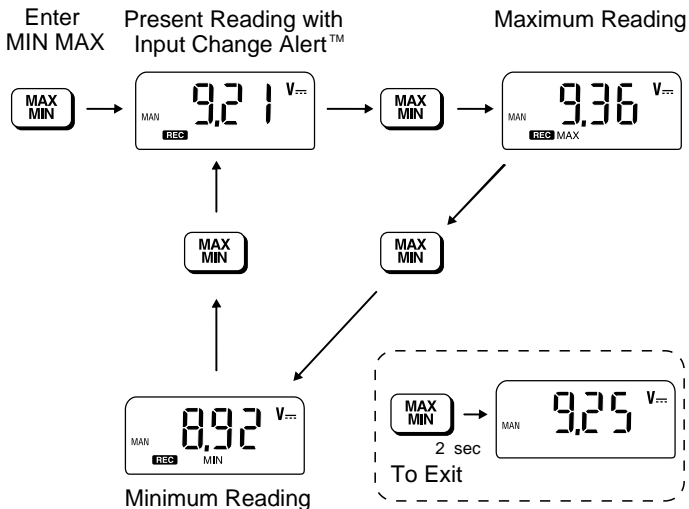 Enter
MIN MAX
Present Reading with
Input Change Alert™
Maximum Reading
MAX
MIN
MAN
9.21
V
REC
MAX
MIN
MAN
9.36
V
REC MAX
MAX
MIN
MAX
MIN
MAN
8.92
V
REC MIN
Minimum Reading
MAX
MIN
2 sec
To Exit
MAN
9.25
V